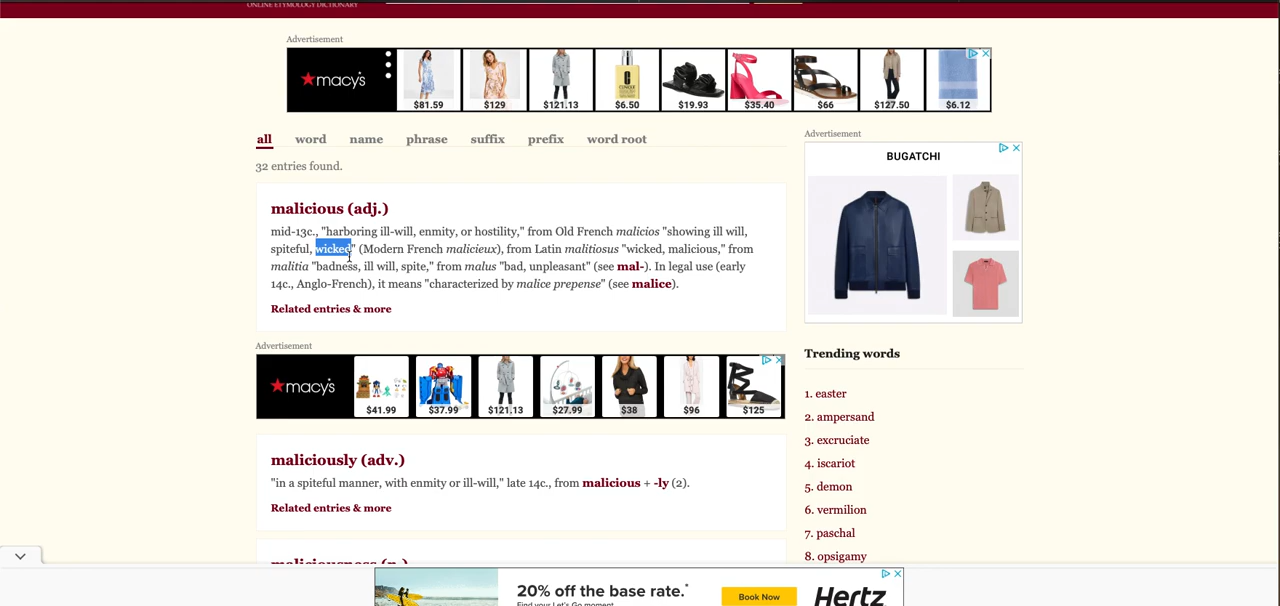 ONLINE ETYMOLOGY DICTIONARY
Advertisement
macy's
$81.59
$129
$121.13
$6.50
$19.93
$35.40
$66
$127.50
$6.12
all word name phrase suffix prefix word root
32 entries found.
malicious (adj.)
mid-13c., "harboring ill-will, enmity, or hostility," from Old French malicios "showing ill will,
spiteful, wicked" (Modern French malicieux), from Latin malitiosus "wicked, malicious," from
malitia "badness, ill will, spite," from malus "bad, unpleasant" (see mal-). In legal use (early
14c., Anglo-French), it means "characterized by malice prepense" (see malice).
Related entries & more
Advertisement
macy's
$41.99
$37.99
$121.13
$27.99
$38
$96
$125
maliciously (adv.)
"in a spiteful manner, with enmity or ill-will," late 14c., from malicious + -ly (2).
Related entries & more
maliciousness (n.)
Advertisement
BUGATCHI
Trending words
1. easter
2. ampersand
3. excruciate
4. iscariot
5. demon
6. vermilion
7. paschal
8. opsigamy
20% off the base rate.*
Find your Let's Go moment.
Book Now
Hertz